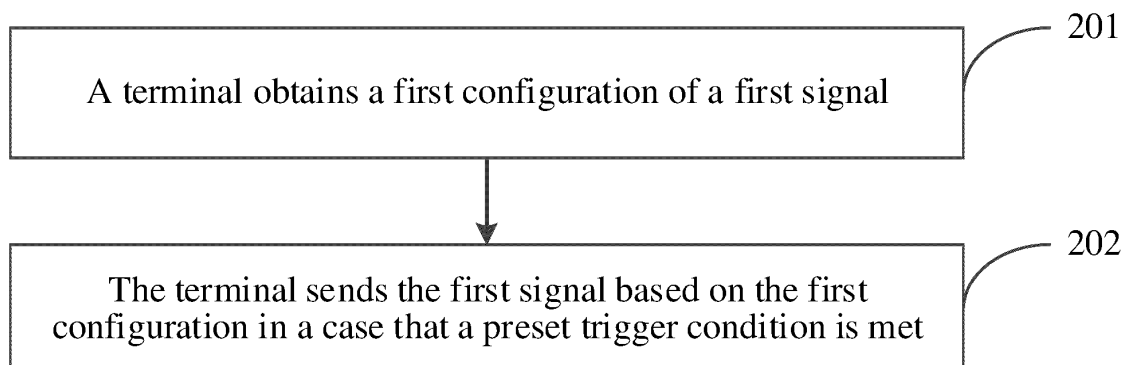 201
A terminal obtains a first configuration of a first signal
202
The terminal sends the first signal based on the first
configuration in a case that a preset trigger condition is met